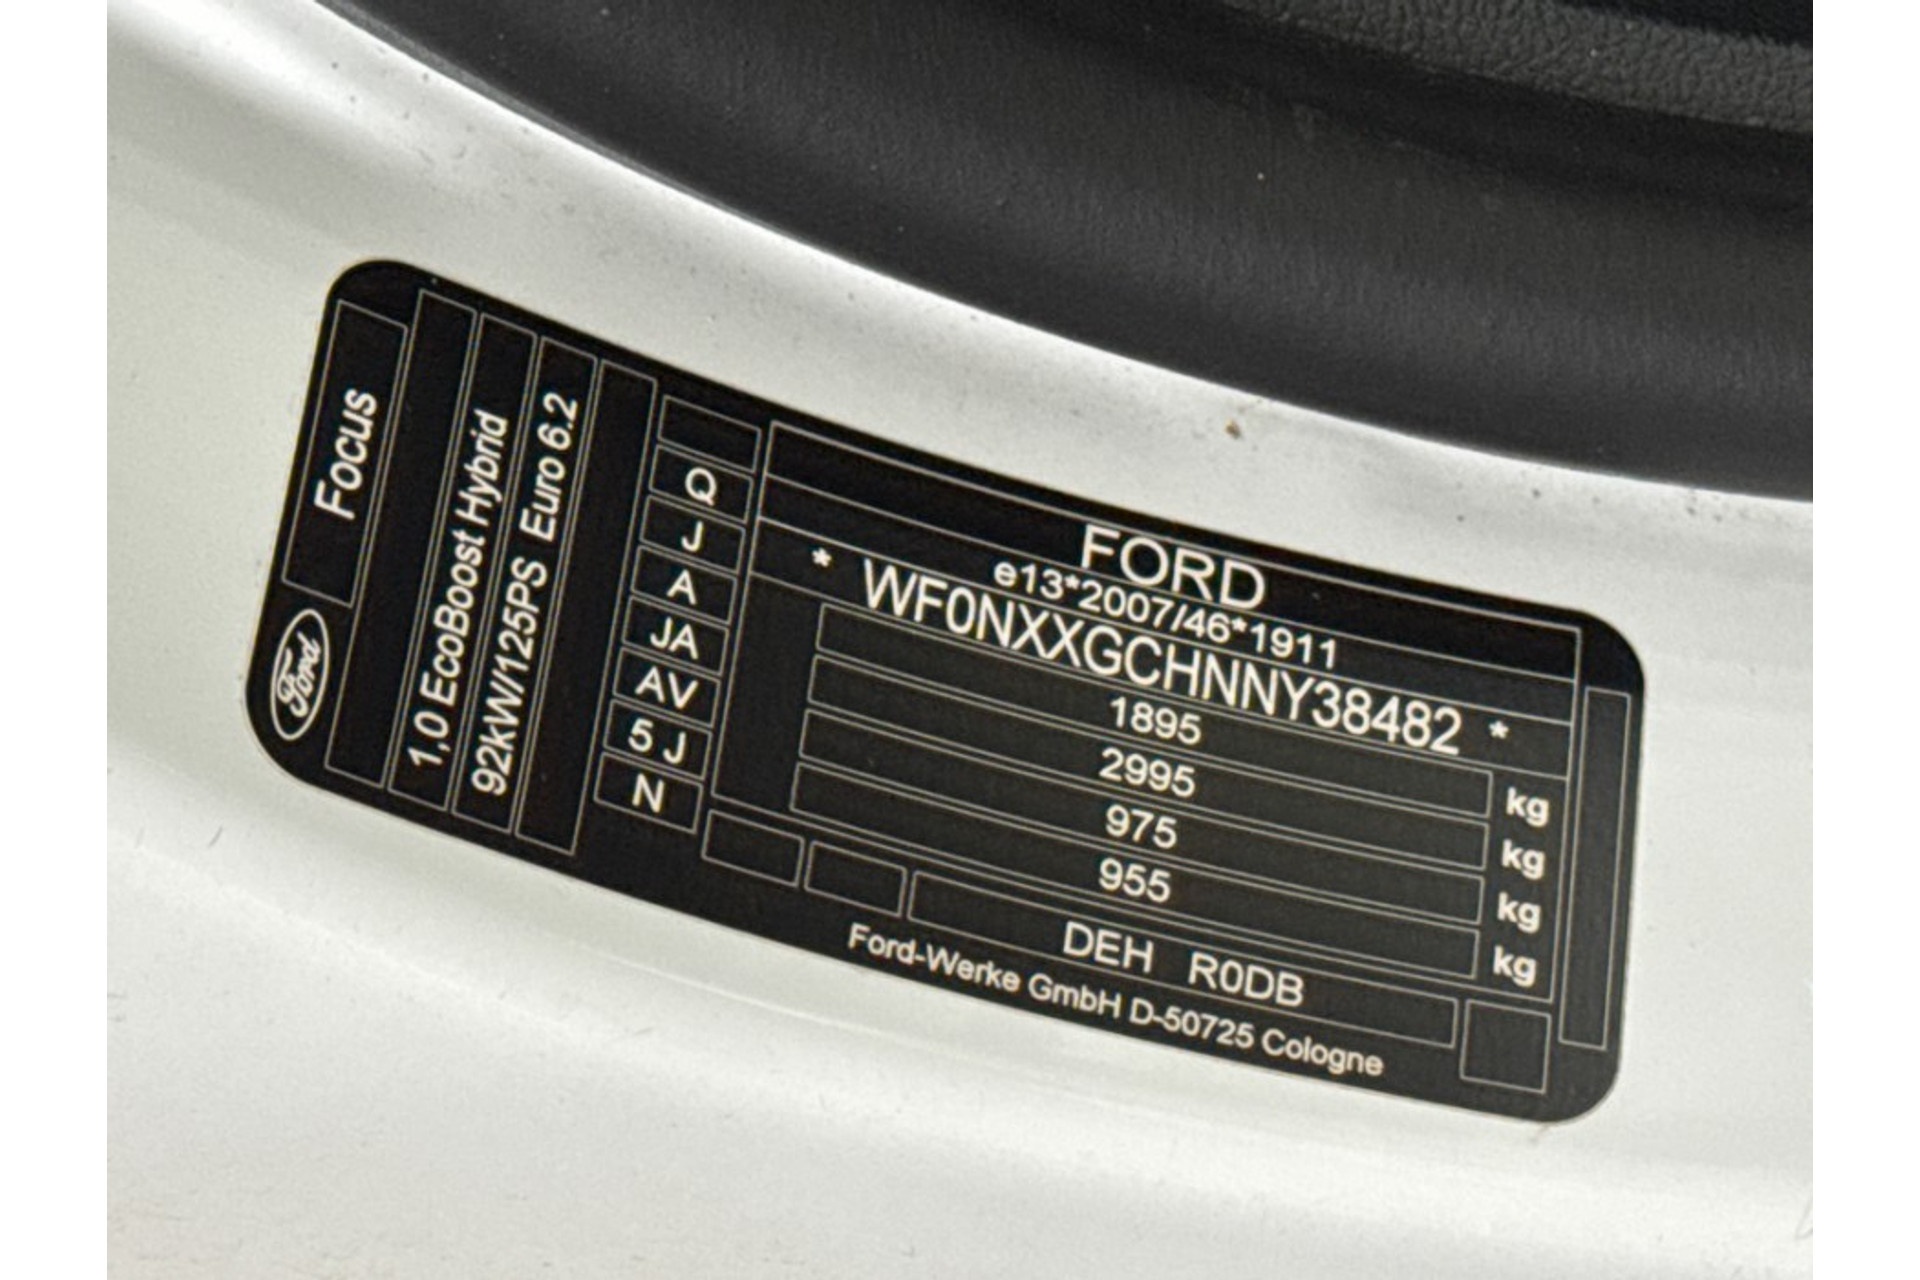 FORD
e13*2007/46*1911
* WF0NXXGCHNNY38482 *
1895 kg
2995 kg
975 kg
955 kg
DEH R0DB
Ford-Werke GmbH D-50725 Cologne
Q
J
A
JA
AV
5 J
N
Ford
Focus
1,0 EcoBoost Hybrid
92kW/125PS Euro 6.2